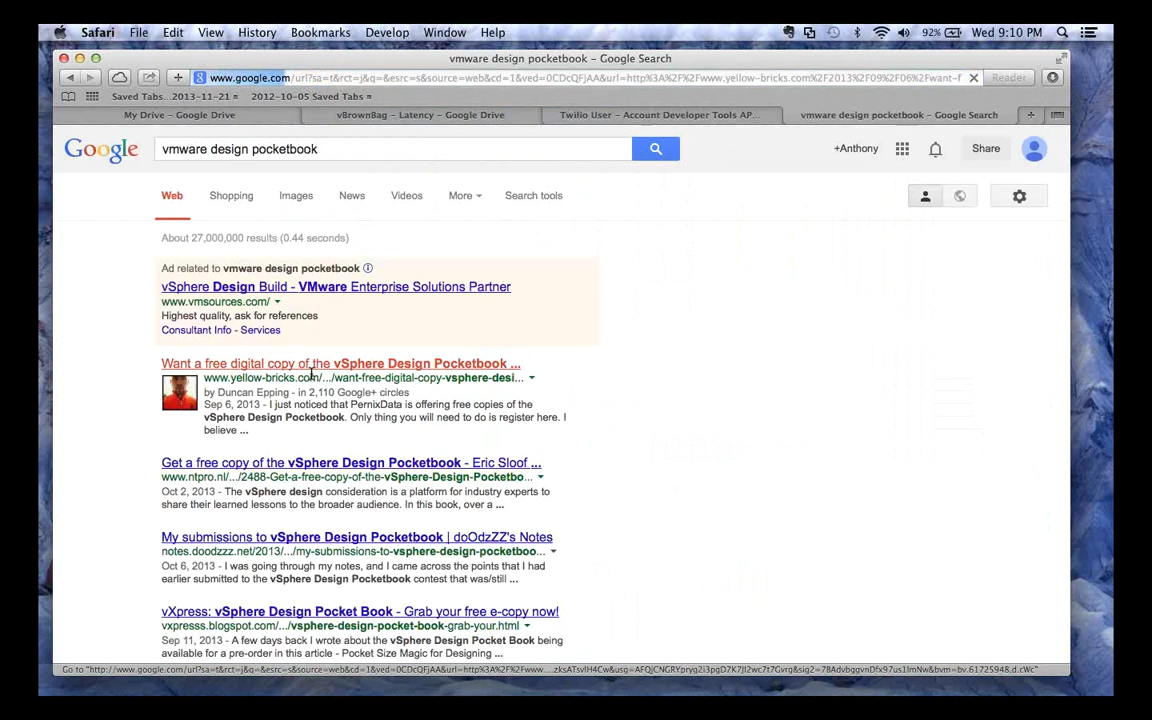 Safari File Edit View History Bookmarks Develop Window Help 92% Wed 9:10 PM
vmware design pocketbook – Google Search
www.google.com/url?sa=t&rct=j&q=&esrc=s&source=web&cd=1&ved=0CDcQFjAA&url=http%3A%2F%2Fwww.yellow-bricks.com%2F2013%2F09%2F06%2Fwant-f Reader
Saved Tabs...2013-11-21 2012-10-05 Saved Tabs
My Drive – Google Drive vBrownBag – Latency – Google Drive Twilio User – Account Developer Tools AP... vmware design pocketbook – Google Search +
Google vmware design pocketbook +Anthony Share
Web Shopping Images News Videos More Search tools
About 27,000,000 results (0.44 seconds)
Ad related to vmware design pocketbook
vSphere Design Build - VMware Enterprise Solutions Partner
www.vmsources.com/
Highest quality, ask for references
Consultant Info - Services
Want a free digital copy of the vSphere Design Pocketbook ...
www.yellow-bricks.com/.../want-free-digital-copy-vsphere-desi...
by Duncan Epping - in 2,110 Google+ circles
Sep 6, 2013 - I just noticed that PernixData is offering free copies of the
vSphere Design Pocketbook. Only thing you will need to do is register here. I
believe ...
Get a free copy of the vSphere Design Pocketbook - Eric Sloof ...
www.ntpro.nl/.../2488-Get-a-free-copy-of-the-vSphere-Design-Pocketbo...
Oct 2, 2013 - The vSphere design consideration is a platform for industry experts to
share their learned lessons to the broader audience. In this book, over a ...
My submissions to vSphere Design Pocketbook | doOdzZZ's Notes
notes.doodzzz.net/2013/.../my-submissions-to-vsphere-design-pocketboo...
Oct 6, 2013 - I was going through my notes, and I came across the points that I had
earlier submitted to the vSphere Design Pocketbook contest that was/still ...
vXpress: vSphere Design Pocket Book - Grab your free e-copy now!
vxpresss.blogspot.com/.../vsphere-design-pocket-book-grab-your.html
Sep 11, 2013 - A few days back I wrote about the vSphere Design Pocket Book being
available for a pre-order in this article - Pocket Size Magic for Designing ...